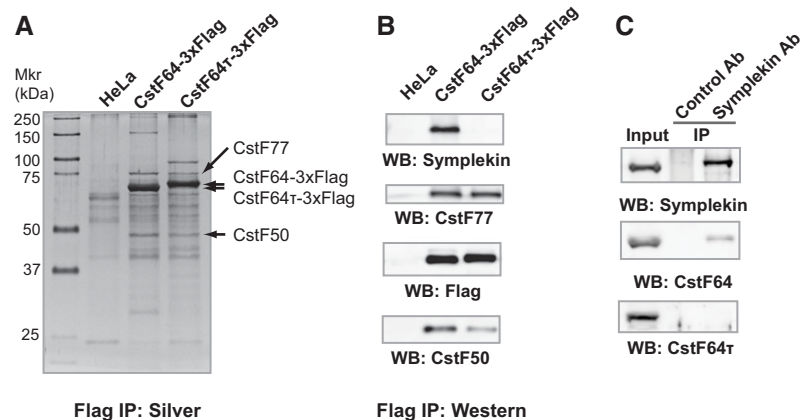 A
Mkr
(kDa)
HeLa
CstF64-3xFlag
CstF64τ-3xFlag
250
150
100
75
50
37
25
CstF77
CstF64-3xFlag
CstF64τ-3xFlag
CstF50
Flag IP: Silver
B
HeLa
CstF64-3xFlag
CstF64τ-3xFlag
WB: Symplekin
WB: CstF77
WB: Flag
WB: CstF50
Flag IP: Western
C
Control Ab
Symplekin Ab
Input
IP
WB: Symplekin
WB: CstF64
WB: CstF64τ